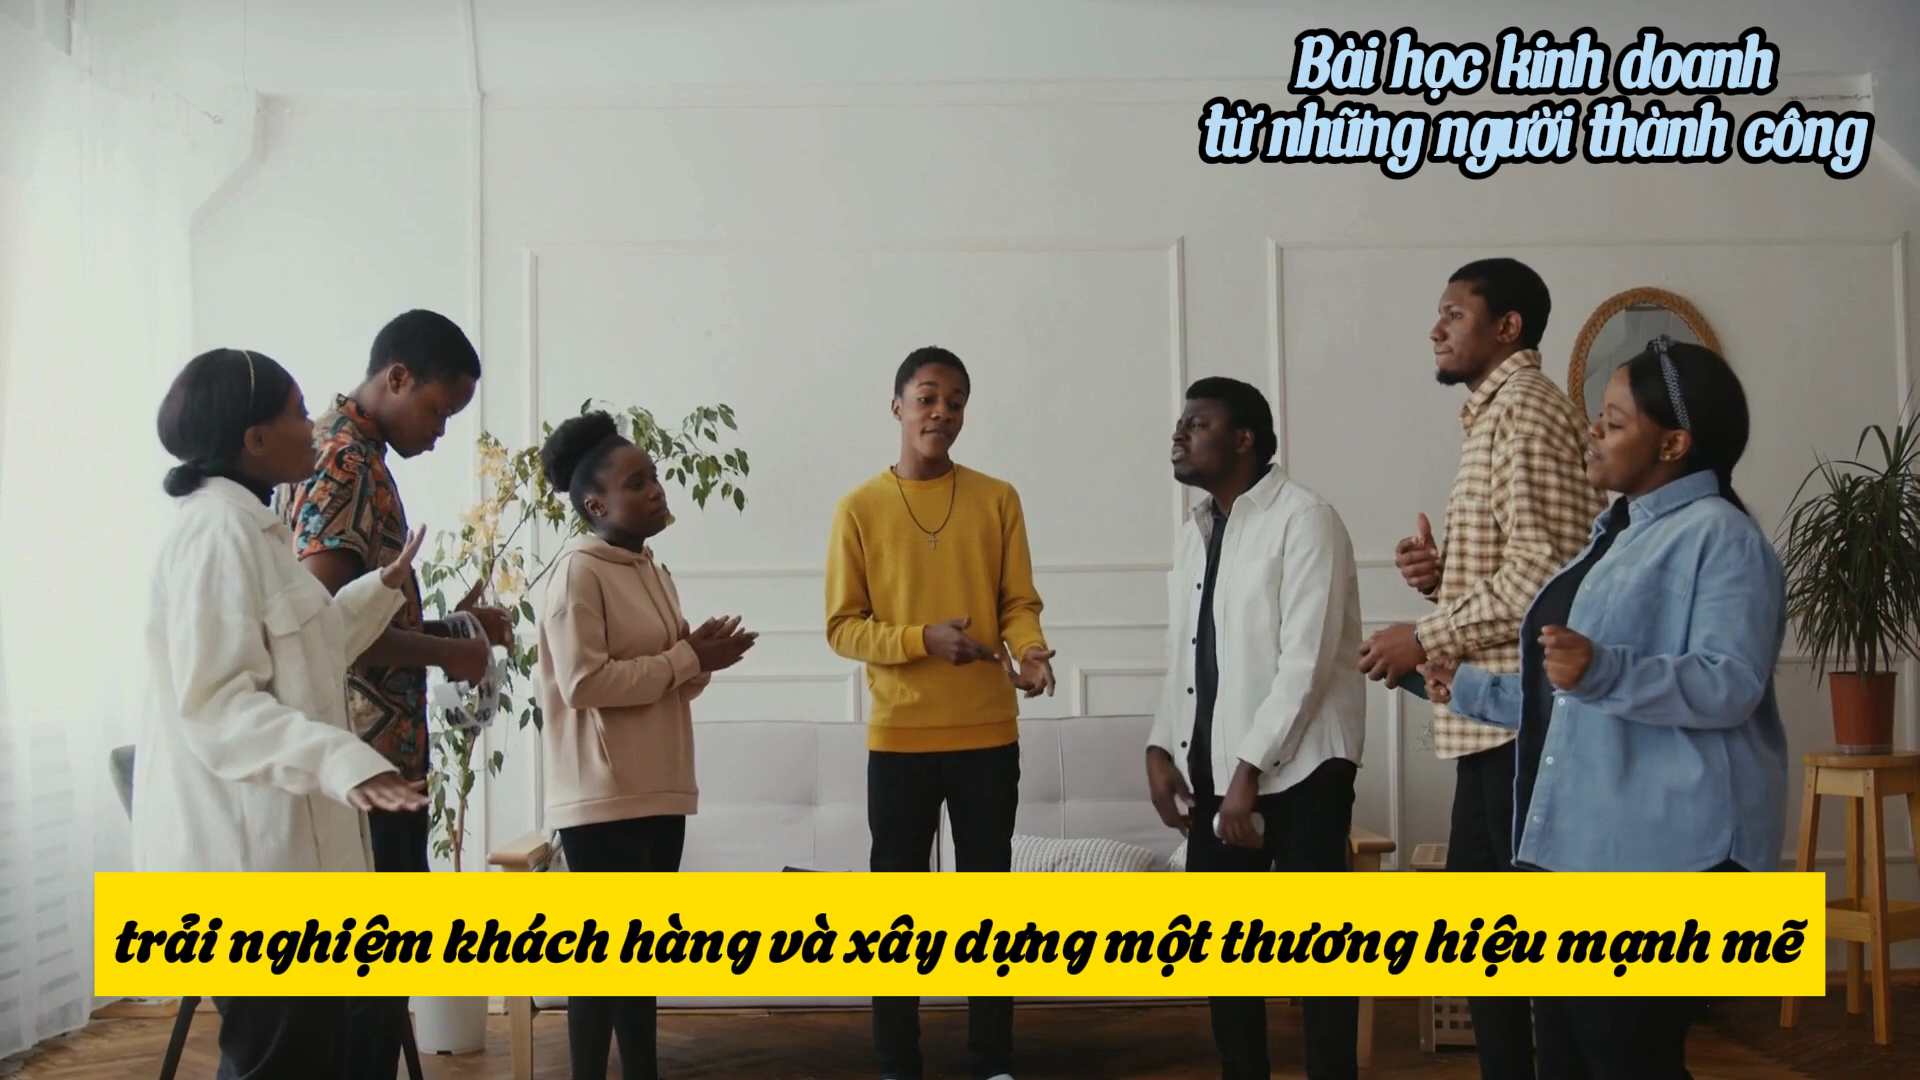 Bài học kinh doanh
từ những người thành công
trải nghiệm khách hàng và xây dựng một thương hiệu mạnh mẽ